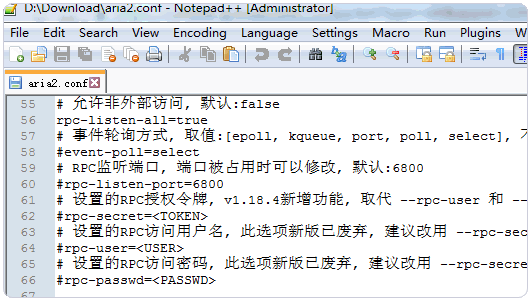 D:\Download\aria2.conf - Notepad++ [Administrator]
File Edit Search View Encoding Language Settings Macro Run Plugins W
aria2.conf
55 # 允许非外部访问, 默认:false
56 rpc-listen-all=true
57 # 事件轮询方式, 取值:[epoll, kqueue, port, poll, select],
58 #event-poll=select
59 # RPC监听端口, 端口被占用时可以修改, 默认:6800
60 #rpc-listen-port=6800
61 # 设置的RPC授权令牌, v1.18.4新增功能, 取代 --rpc-user 和 --
62 #rpc-secret=<TOKEN>
63 # 设置的RPC访问用户名, 此选项新版已废弃, 建议改用 --rpc-sec
64 #rpc-user=<USER>
65 # 设置的RPC访问密码, 此选项新版已废弃, 建议改用 --rpc-secre
66 #rpc-passwd=<PASSWD>